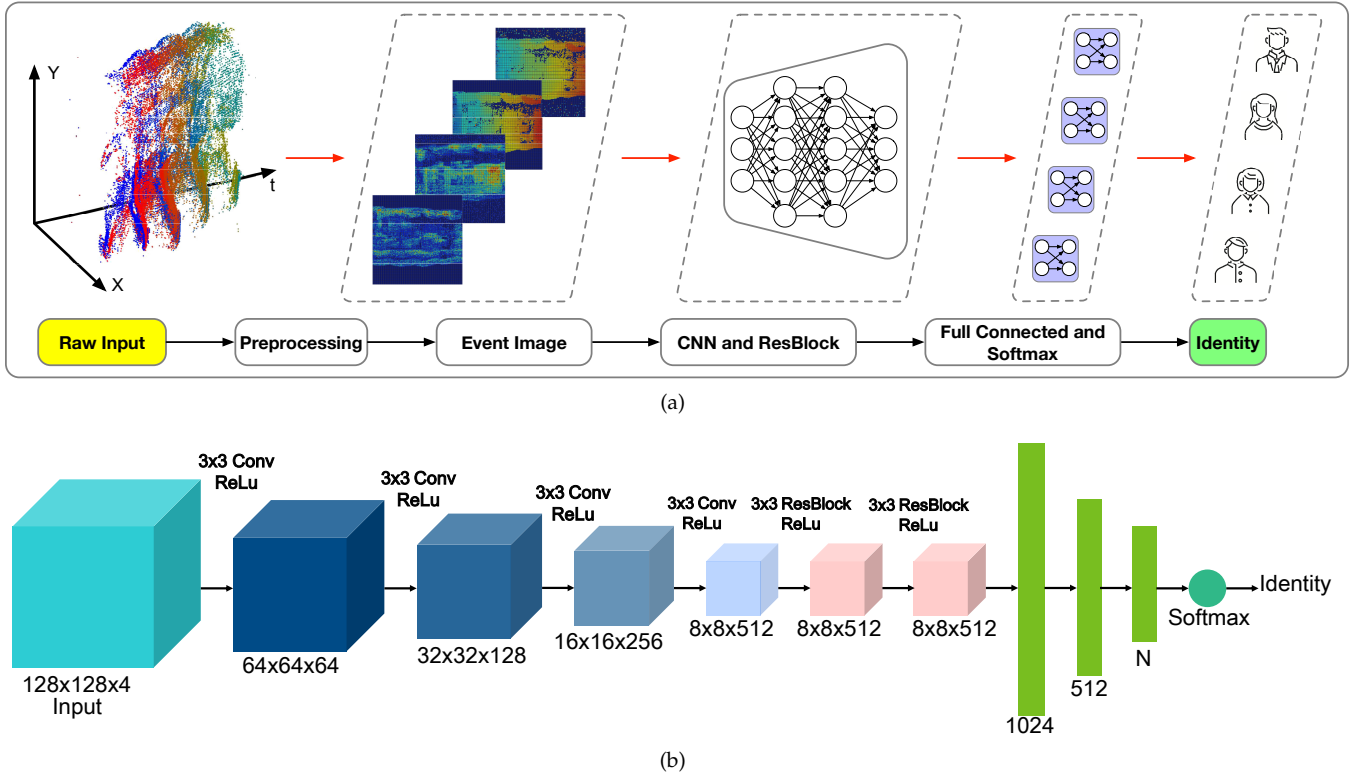 Y
t
X
Raw Input
Preprocessing
Event Image
CNN and ResBlock
Full Connected and
Softmax
Identity
(a)
3x3 Conv
ReLu
3x3 Conv
ReLu
3x3 Conv
ReLu
3x3 Conv
ReLu
3x3 ResBlock
ReLu
3x3 ResBlock
ReLu
128x128x4
Input
64x64x64
32x32x128
16x16x256
8x8x512
8x8x512
8x8x512
1024
512
N
Softmax
Identity
(b)